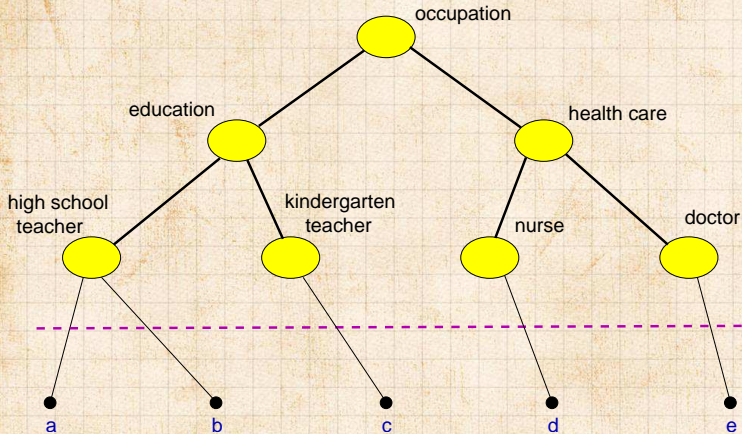 occupation
education
health care
high school
teacher
kindergarten
teacher
nurse
doctor
a
b
c
d
e